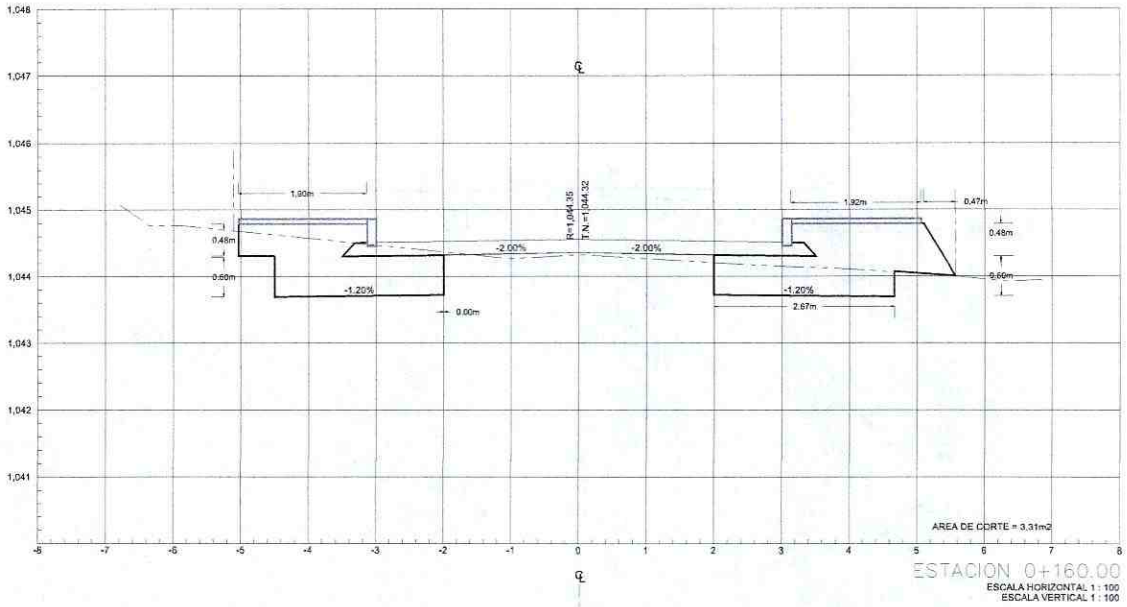 1,048
1,047
1,046
1,045
1,044
1,043
1,042
1,041
℄
1,90m
0.48m
0.60m
-1.20%
0.00m
-2.00%
R=1,044.35
T.N.=1,044.32
-2.00%
1,92m
0,47m
0.48m
0,60m
-1.20%
2.67m
AREA DE CORTE = 3,31m2
-5 -4 -3 -2 -1 0 1 2 3 4 5 6 7 8
℄
ESTACION 0+160.00
ESCALA HORIZONTAL 1 : 100
ESCALA VERTICAL 1 : 100